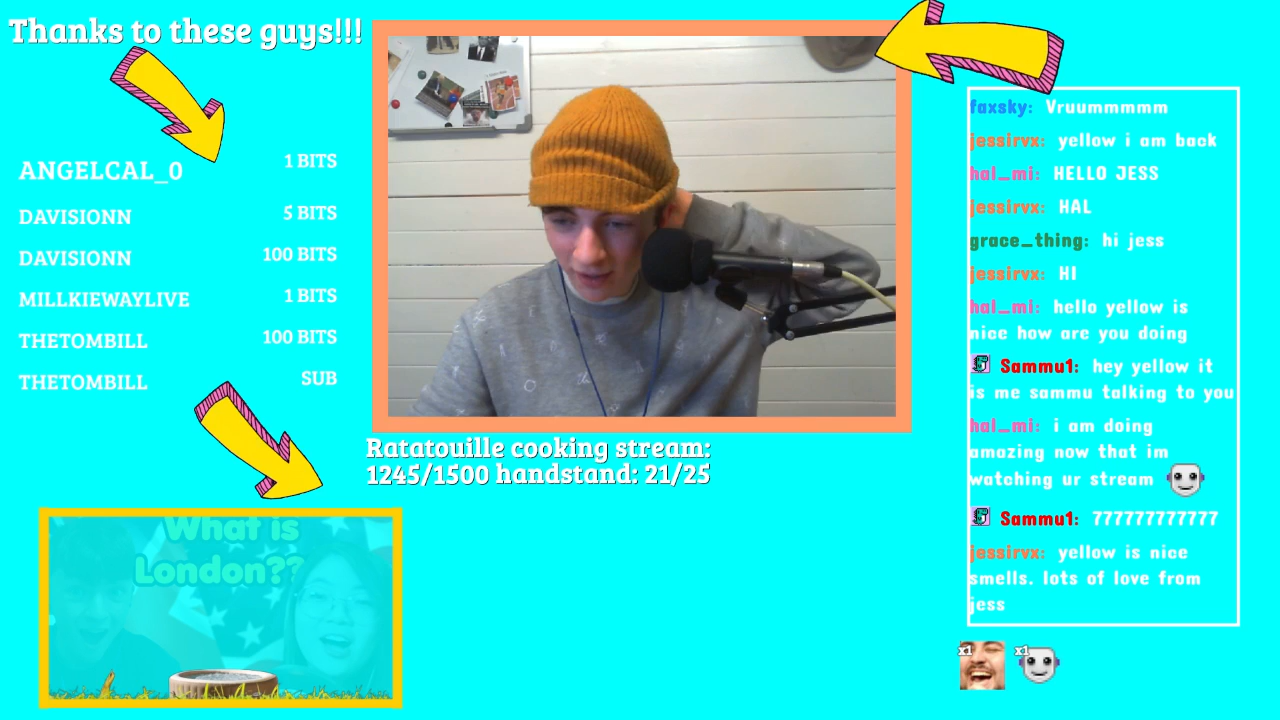 Thanks to these guys!!!
ANGELCAL_0 1 BITS
DAVISIONN 5 BITS
DAVISIONN 100 BITS
MILLKIEWAYLIVE 1 BITS
THETOMBILL 100 BITS
THETOMBILL SUB
What is
London??
Ratatouille cooking stream:
1245/1500 handstand: 21/25
faxsky: Vruummmmm
jessirvx: yellow i am back
hal_mi: HELLO JESS
jessirvx: HAL
grace_thing: hi jess
jessirvx: HI
hal_mi: hello yellow is
nice how are you doing
Sammu1: hey yellow it
is me sammu talking to you
hal_mi: i am doing
amazing now that im
watching ur stream
Sammu1: 777777777777
jessirvx: yellow is nice
smells. lots of love from
jess
x1 x1